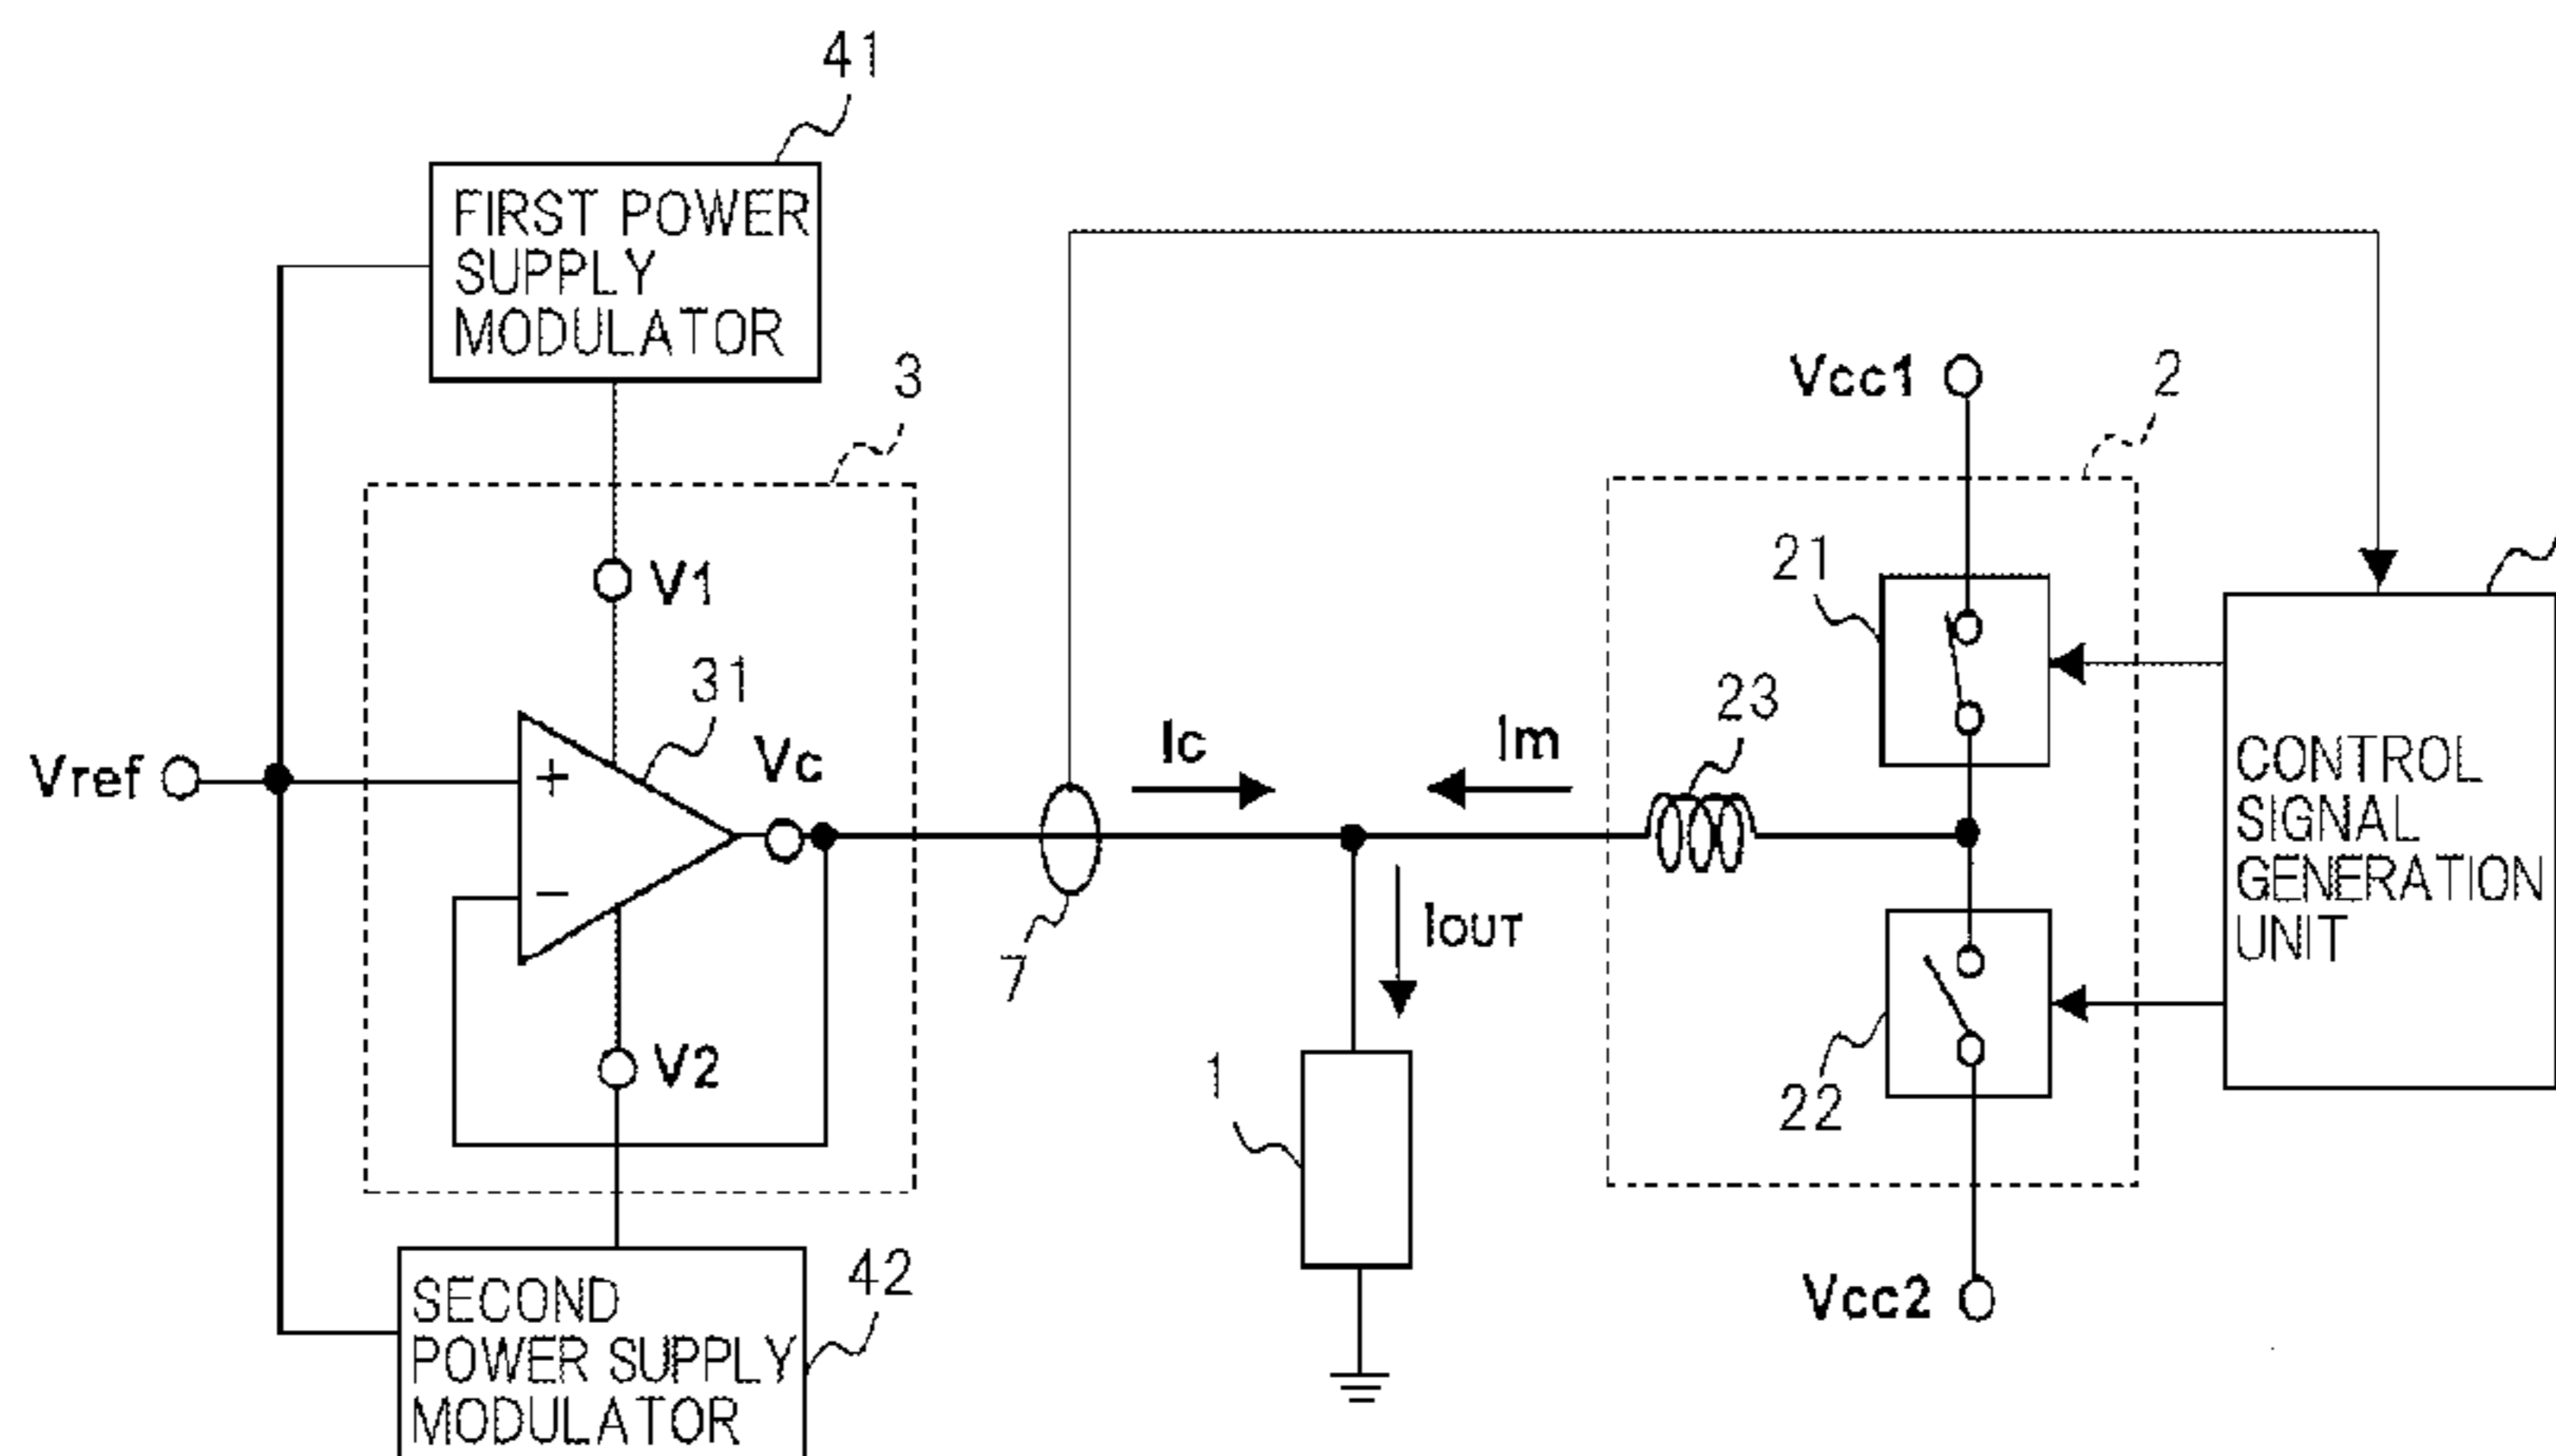 41
FIRST POWER
SUPPLY
MODULATOR
3
Vcc1
2
V1
21
31
23
Vref
+
Vc
Ic
Im
CONTROL
SIGNAL
GENERATION
UNIT
−
7
IOUT
V2
1
22
SECOND
POWER SUPPLY
MODULATOR
42
Vcc2